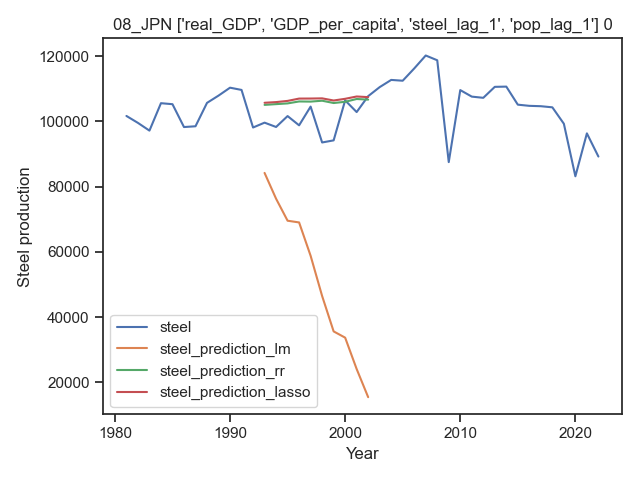 08_JPN ['real_GDP', 'GDP_per_capita', 'steel_lag_1', 'pop_lag_1'] 0
120000
100000
80000
60000
40000
20000
Steel production
steel
steel_prediction_lm
steel_prediction_rr
steel_prediction_lasso
1980
1990
2000
2010
2020
Year